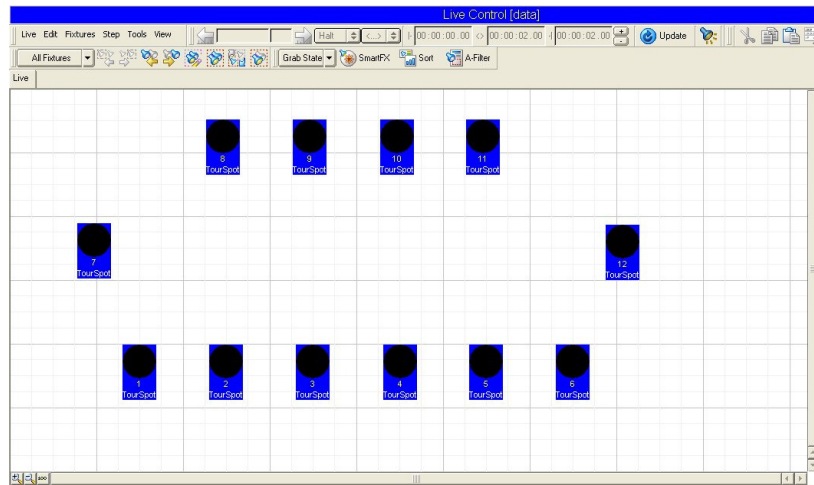 Live Control [data]
Live Edit Fixtures Step Tools View Halt <...> 00:00:00.00 <> 00:00:02.00 00:00:02.00 + - Update
All Fixtures Grab State SmartFX Sort A-Filter
Live
8 9 10 11
TourSpot TourSpot TourSpot TourSpot
7 12
TourSpot TourSpot
1 2 3 4 5 6
TourSpot TourSpot TourSpot TourSpot TourSpot TourSpot